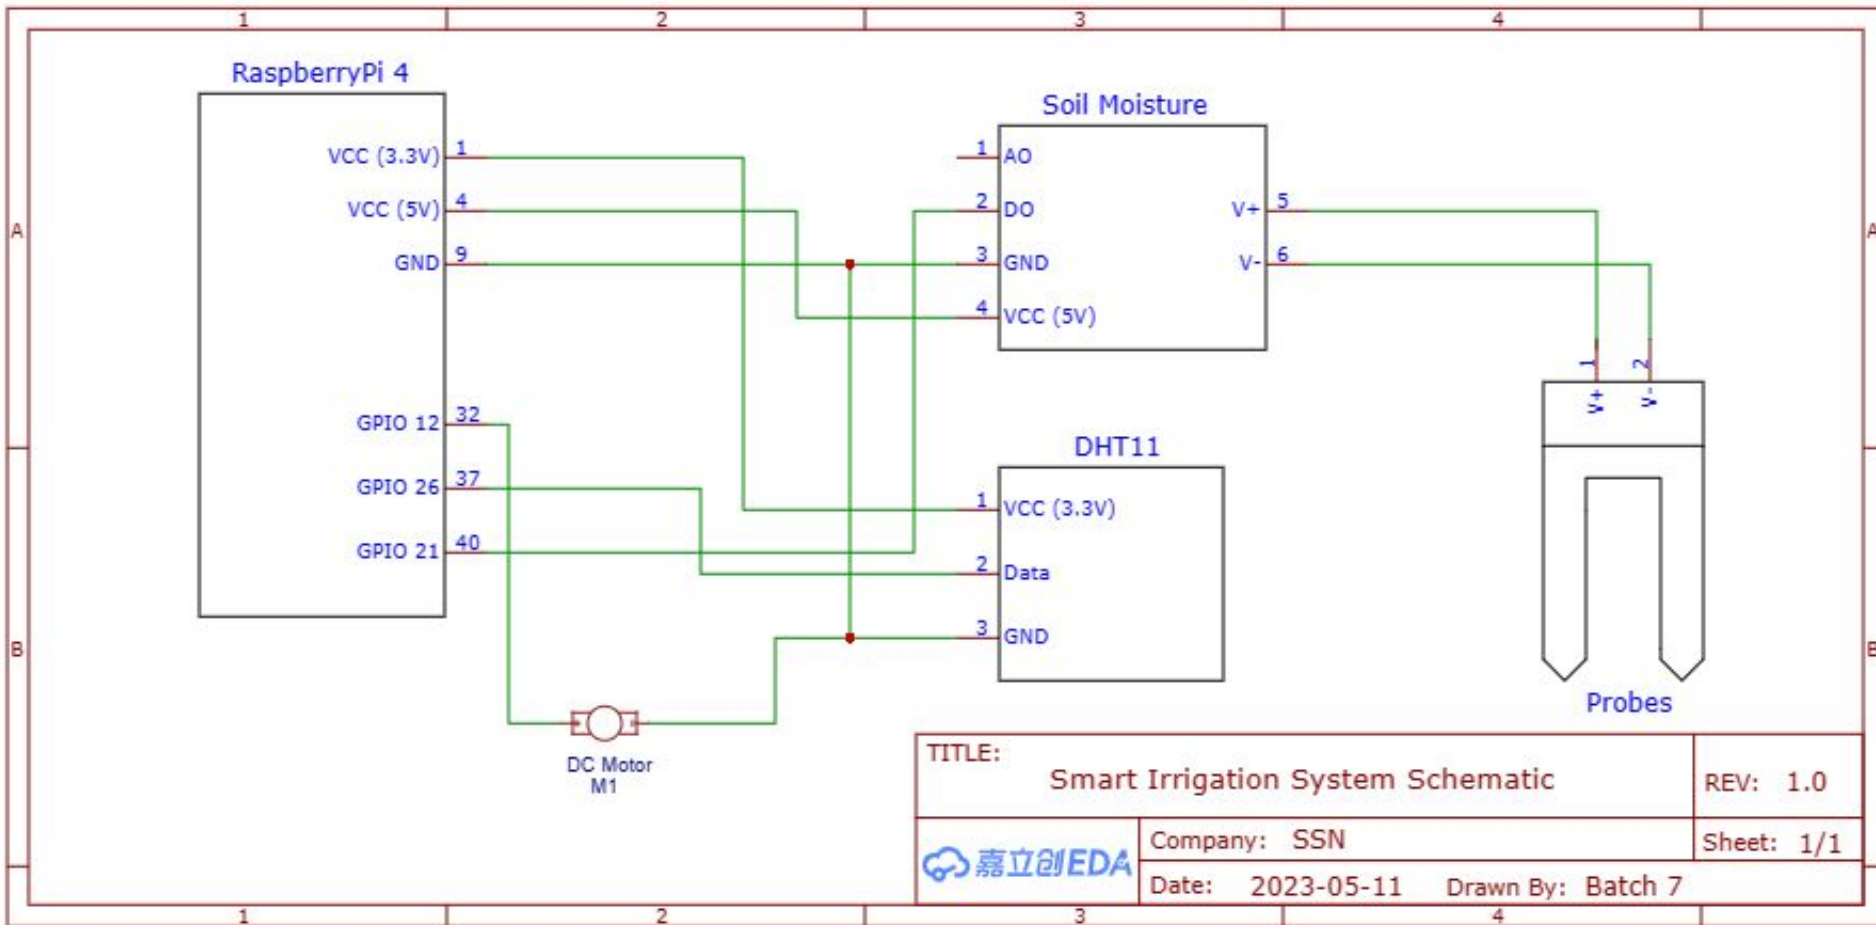 1 2 3 4
A
A
B
B
RaspberryPi 4
VCC (3.3V) 1
VCC (5V) 4
GND 9
GPIO 12 32
GPIO 26 37
GPIO 21 40
Soil Moisture
1 AO
2 DO
3 GND
4 VCC (5V)
V+ 5
V- 6
DHT11
1 VCC (3.3V)
2 Data
3 GND
1 2
V+ V-
Probes
DC Motor
M1
TITLE:
Smart Irrigation System Schematic
REV: 1.0
嘉立创EDA
Company: SSN
Sheet: 1/1
Date: 2023-05-11 Drawn By: Batch 7
1 2 3 4